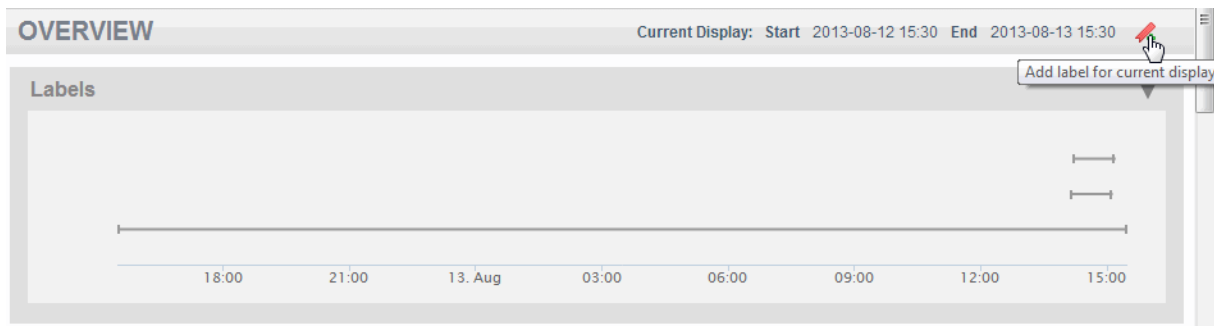 OVERVIEW
Current Display: Start 2013-08-12 15:30 End 2013-08-13 15:30
Add label for current display
Labels
18:00 21:00 13. Aug 03:00 06:00 09:00 12:00 15:00